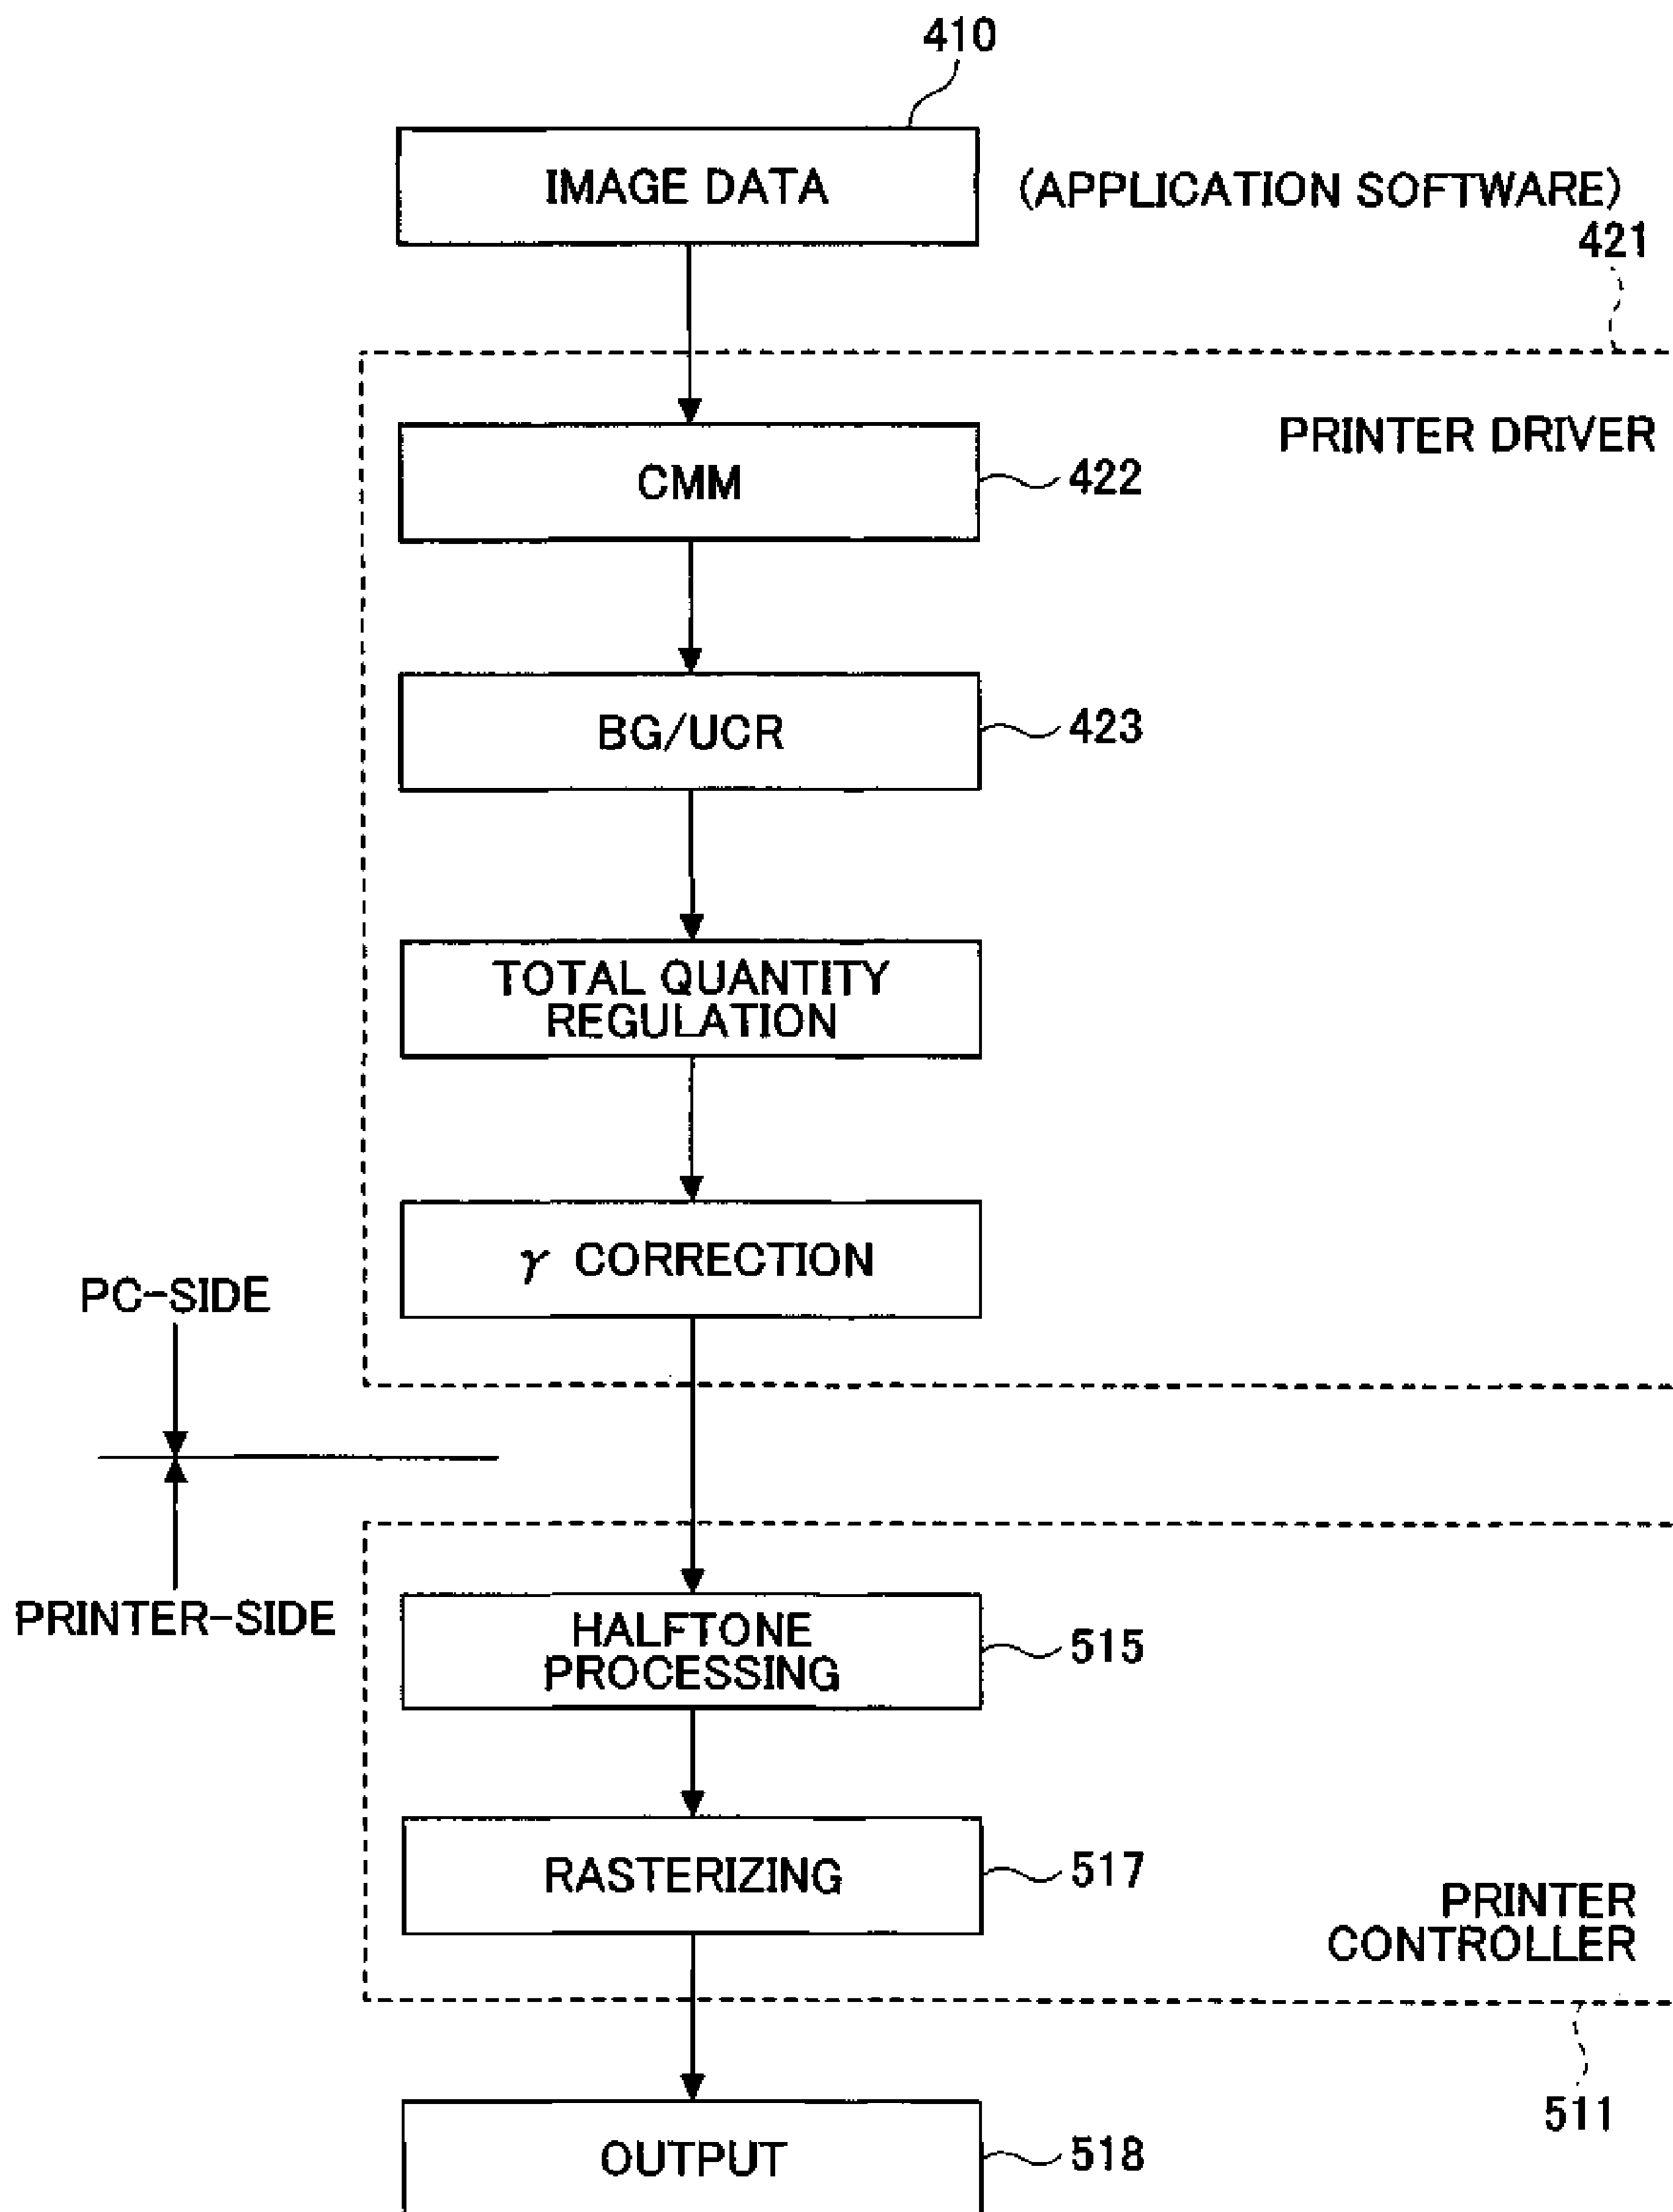 410
IMAGE DATA
(APPLICATION SOFTWARE)
421
PRINTER DRIVER
CMM
422
BG/UCR
423
TOTAL QUANTITY
REGULATION
γ CORRECTION
PC-SIDE
PRINTER-SIDE
HALFTONE
PROCESSING
515
RASTERIZING
517
PRINTER
CONTROLLER
511
OUTPUT
518